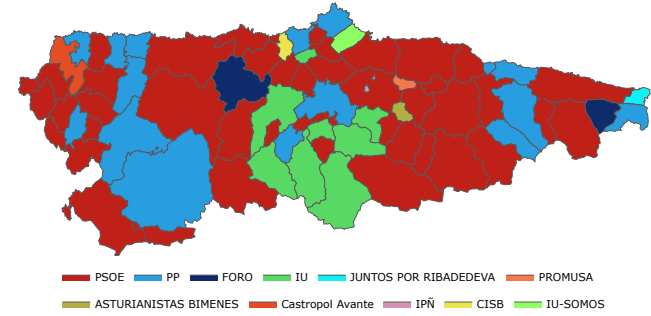 PSOE PP FORO IU JUNTOS POR RIBADEDEVA PROMUSA
ASTURIANISTAS BIMENES Castropol Avante IPÑ CISB IU-SOMOS